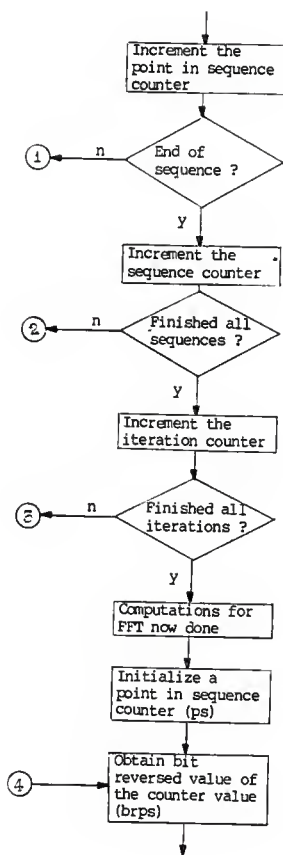 Increment the
point in sequence
counter
End of
sequence ?
n
1
y
Increment the
sequence counter
Finished all
sequences ?
n
2
y
Increment the
iteration counter
Finished all
iterations ?
n
3
y
Computations for
FFT now done
Initialize a
point in sequence
counter (ps)
4
Obtain bit
reversed value of
the counter value
(brps)